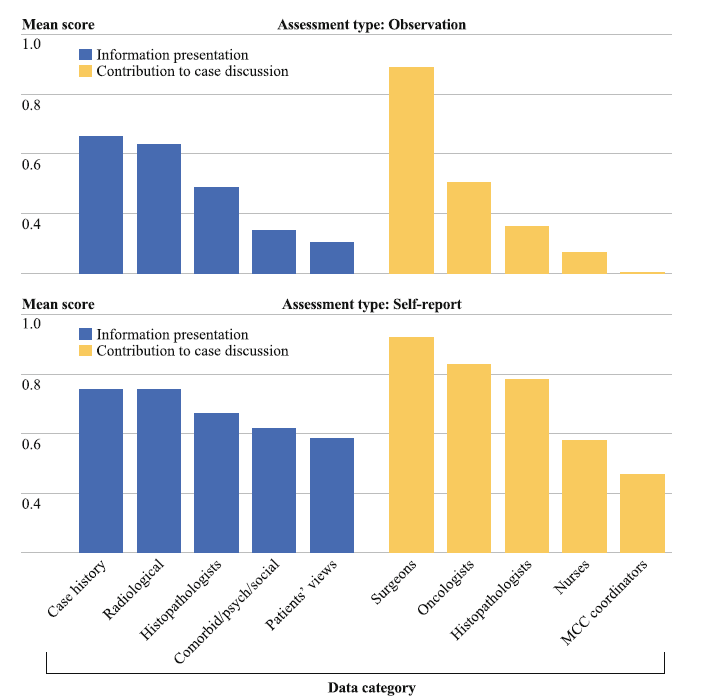 Mean score
Assessment type: Observation
1.0
Information presentation
Contribution to case discussion
0.8
0.6
0.4
Mean score
Assessment type: Self-report
1.0
Information presentation
Contribution to case discussion
0.8
0.6
0.4
Case history
Radiological
Histopathologists
Comorbid/psych/social
Patients’ views
Surgeons
Oncologists
Histopathologists
Nurses
MCC coordinators
Data category